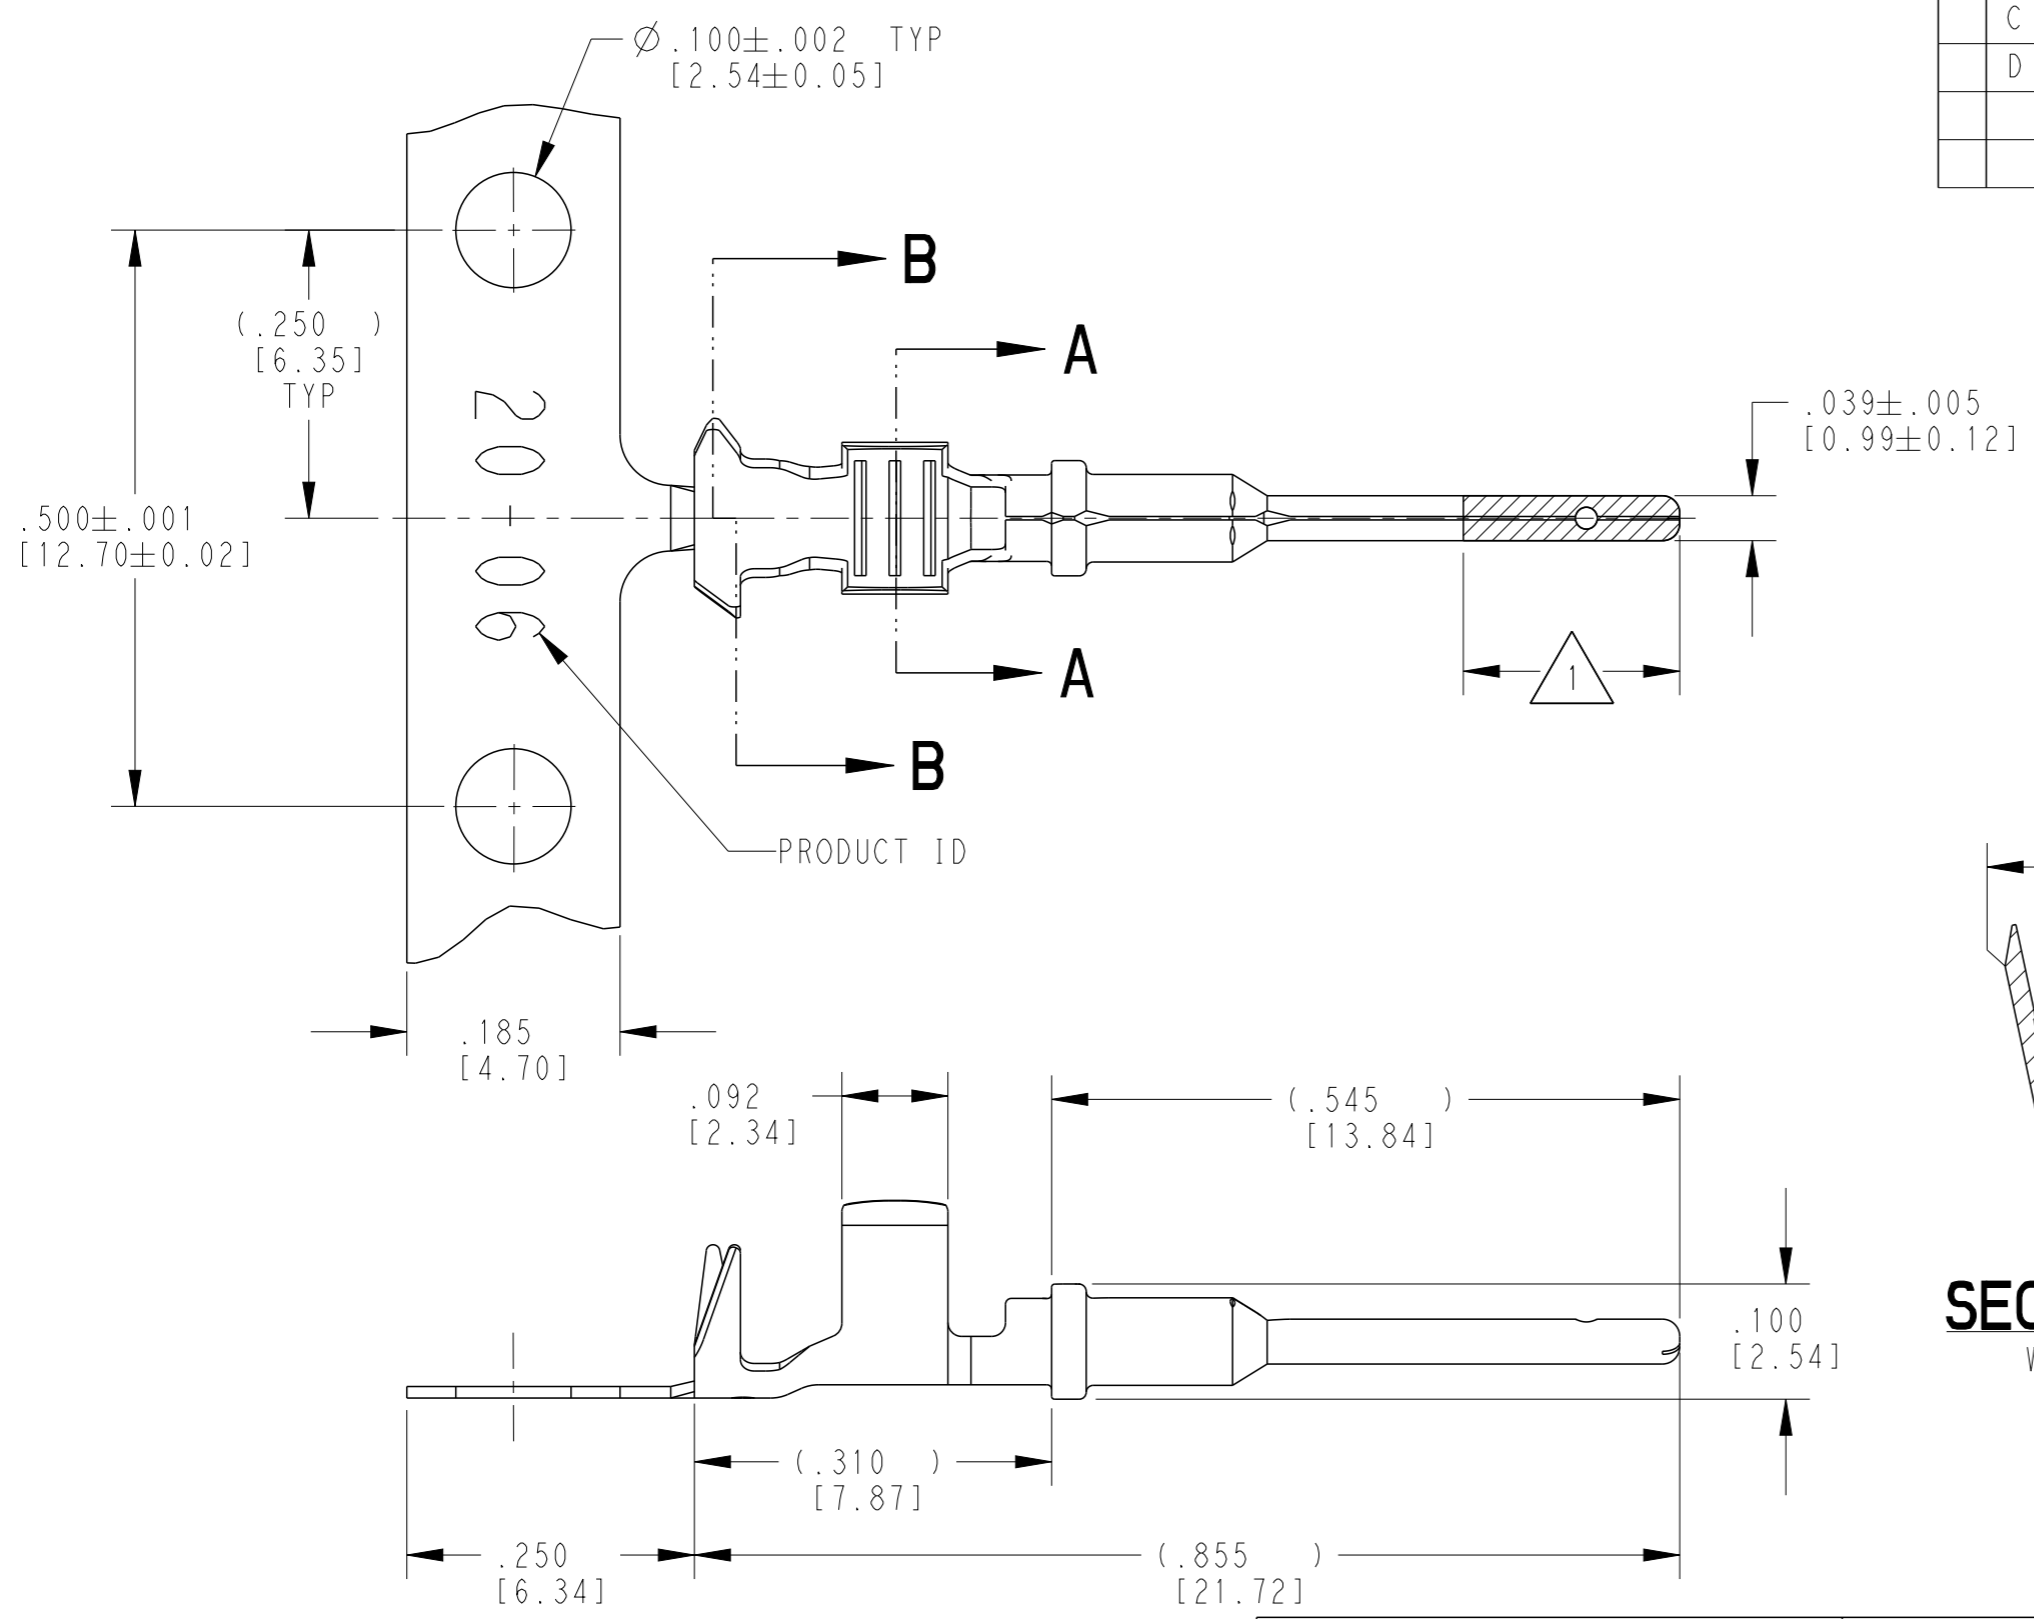 C
D
Ø.100±.002 TYP
[2.54±0.05]
B
A
(.250 )
[6.35]
TYP
.039±.005
[0.99±0.12]
20-06
.500±.001
[12.70±0.02]
1
A
B
PRODUCT ID
.185
[4.70]
.092
[2.34]
(.545 )
[13.84]
.100
[2.54]
(.310 )
[7.87]
.250
[6.34]
(.855 )
[21.72]